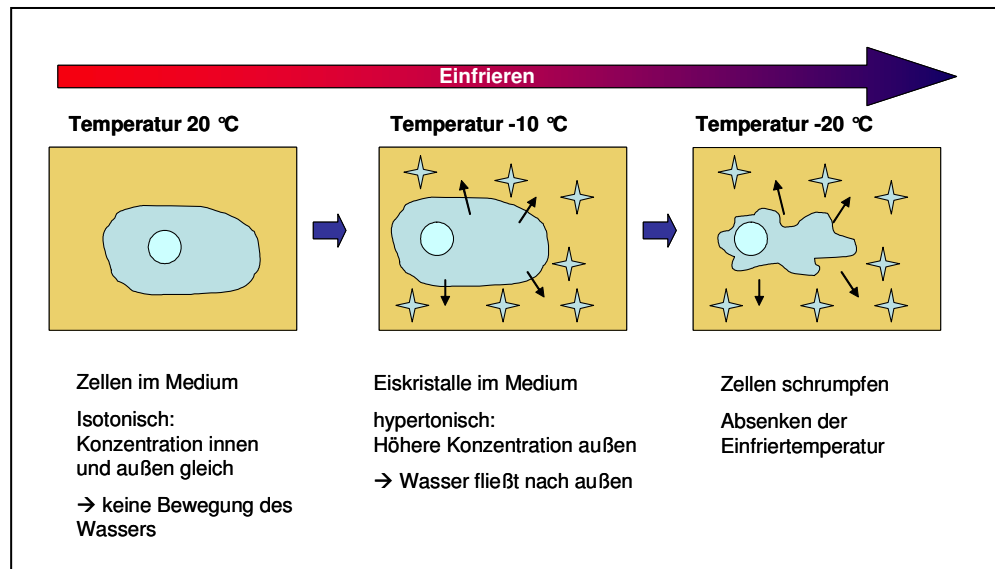 Einfrieren
Temperatur 20 °C
Temperatur -10 °C
Temperatur -20 °C
Zellen im Medium
Isotonisch:
Konzentration innen
und außen gleich
→ keine Bewegung des
Wassers
Eiskristalle im Medium
hypertonisch:
Höhere Konzentration außen
→ Wasser fließt nach außen
Zellen schrumpfen
Absenken der
Einfriertemperatur